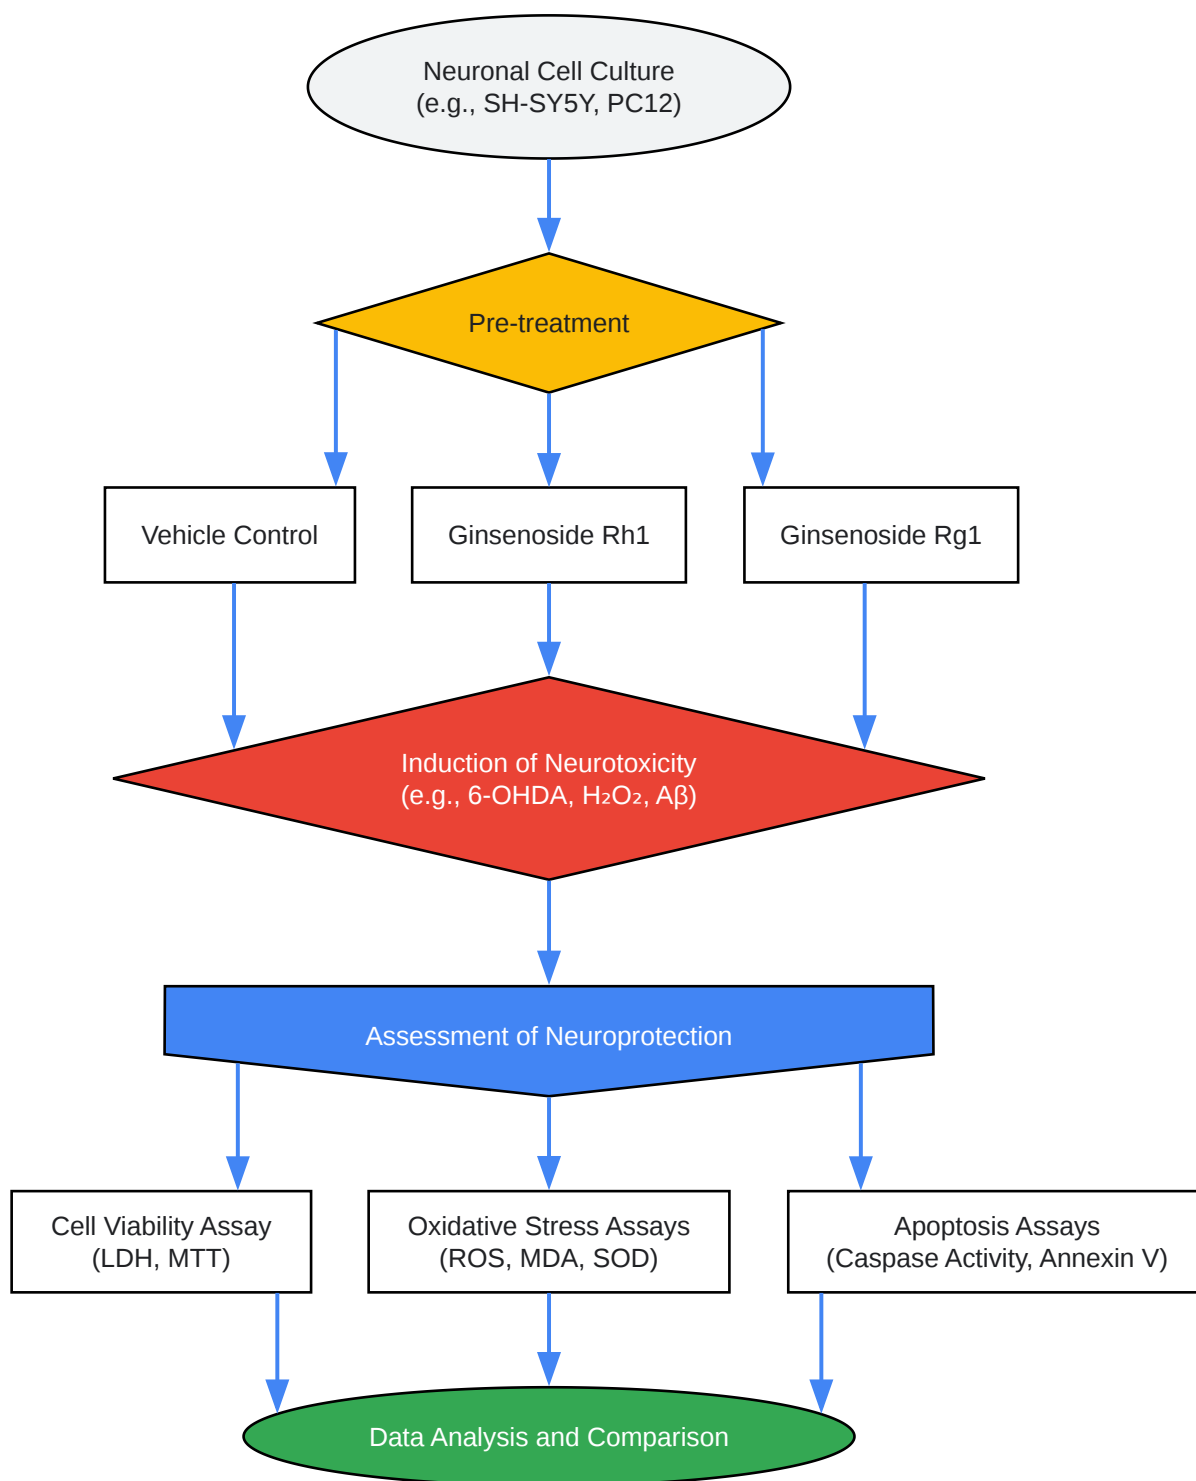 Neuronal Cell Culture
(e.g., SH-SY5Y, PC12)
Pre-treatment
Vehicle Control
Ginsenoside Rh1
Ginsenoside Rg1
Induction of Neurotoxicity
(e.g., 6-OHDA, H₂O₂, Aβ)
Assessment of Neuroprotection
Cell Viability Assay
(LDH, MTT)
Oxidative Stress Assays
(ROS, MDA, SOD)
Apoptosis Assays
(Caspase Activity, Annexin V)
Data Analysis and Comparison